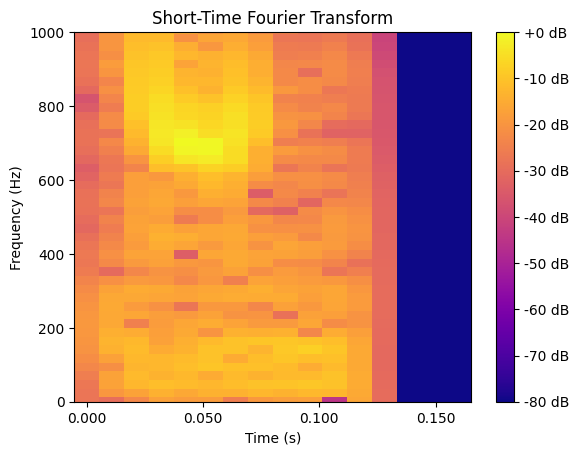 Short-Time Fourier Transform
1000
800
600
400
200
0
Frequency (Hz)
0.000
0.050
0.100
0.150
Time (s)
+0 dB
-10 dB
-20 dB
-30 dB
-40 dB
-50 dB
-60 dB
-70 dB
-80 dB